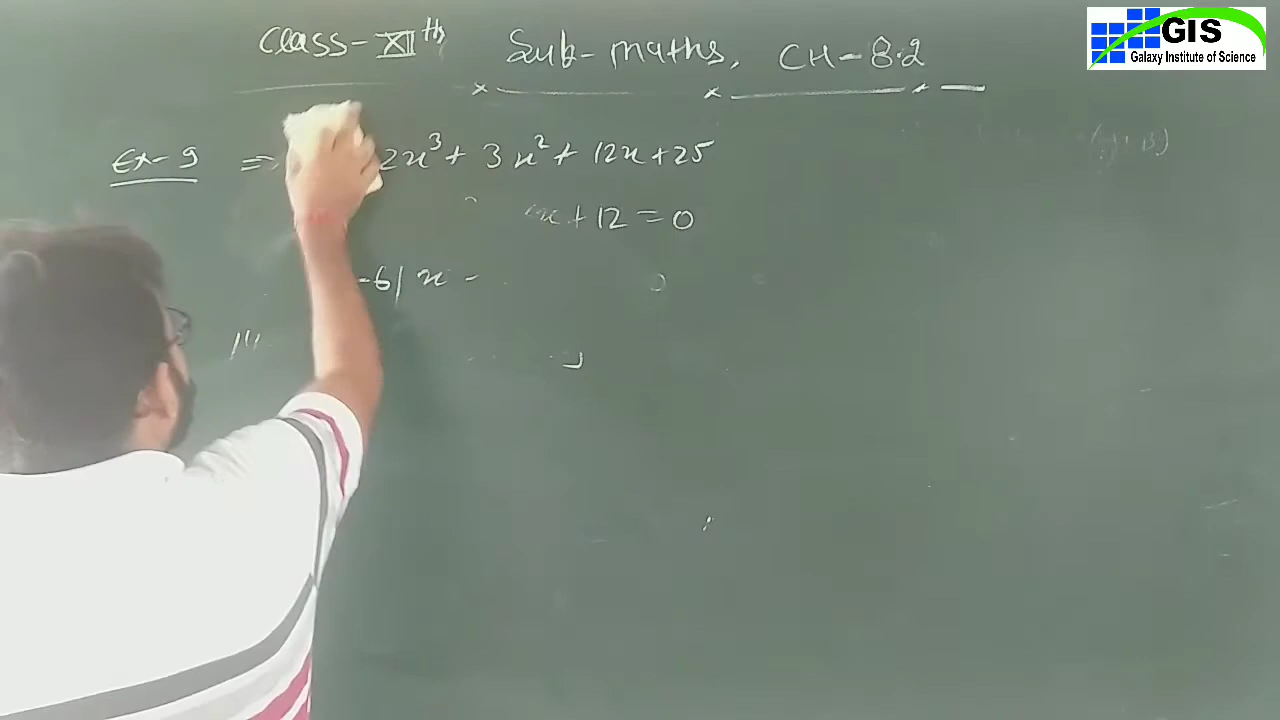 GIS
Galaxy Institute of Science
Class-XIIth Sub-maths, CH-8.2
Ex-9 ⇒ 2x³ + 3x² + 12x + 25
x + 12 = 0
-6/x -